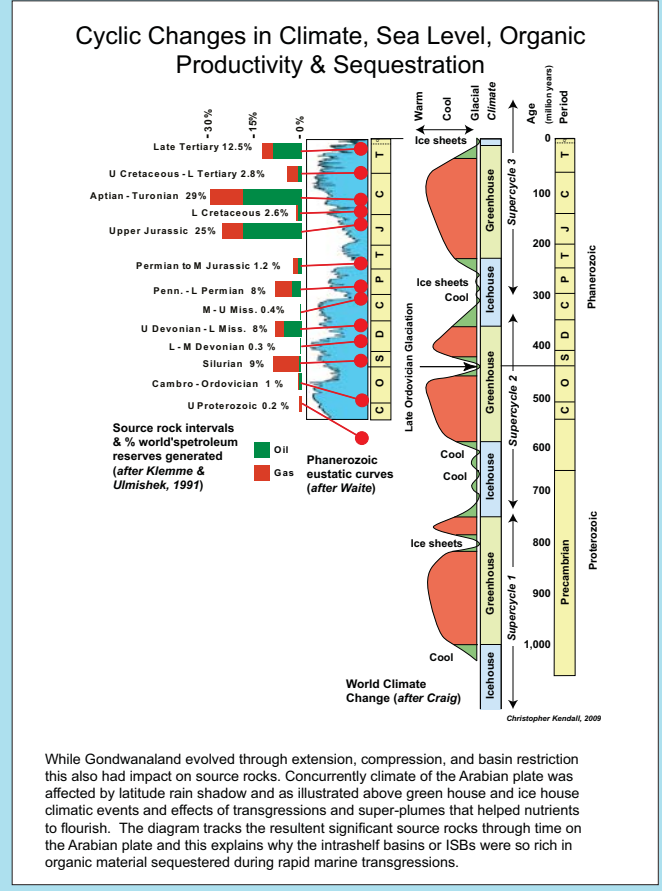 Cyclic Changes in Climate, Sea Level, Organic
Productivity & Sequestration
-30%
-15%
-0%
Late Tertiary 12.5%
U Cretaceous - L Tertiary 2.8%
Aptian - Turonian 29%
L Cretaceous 2.6%
Upper Jurassic 25%
Permian to M Jurassic 1.2 %
Penn. - L Permian 8%
M - U Miss. 0.4%
U Devonian - L Miss. 8%
L - M Devonian 0.3 %
Silurian 9%
Cambro - Ordovician 1 %
U Proterozoic 0.2 %
Source rock intervals
& % world'spetroleum
reserves generated
(after Klemme &
Ulmishek, 1991)
Oil
Gas
T
C
J
T
P
C
D
S
O
C
Phanerozoic
eustatic curves
(after Waite)
Late Ordovician Glaciation
Warm
Cool
Glacial
Climate
Ice sheets
Ice sheets
Cool
Cool
Cool
Ice sheets
Cool
Greenhouse
Icehouse
Greenhouse
Icehouse
Greenhouse
Icehouse
Supercycle 3
Supercycle 2
Supercycle 1
World Climate
Change (after Craig)
Age
(million years)
0
100
200
300
400
500
600
700
800
900
1,000
Period
T
C
J
T
P
C
D
S
O
C
Precambrian
Phanerozoic
Proterozoic
Christopher Kendall, 2009
While Gondwanaland evolved through extension, compression, and basin restriction
this also had impact on source rocks. Concurrently climate of the Arabian plate was
affected by latitude rain shadow and as illustrated above green house and ice house
climatic events and effects of transgressions and super-plumes that helped nutrients
to flourish.  The diagram tracks the resultent significant source rocks through time on
the Arabian plate and this explains why the intrashelf basins or ISBs were so rich in
organic material sequestered during rapid marine transgressions.